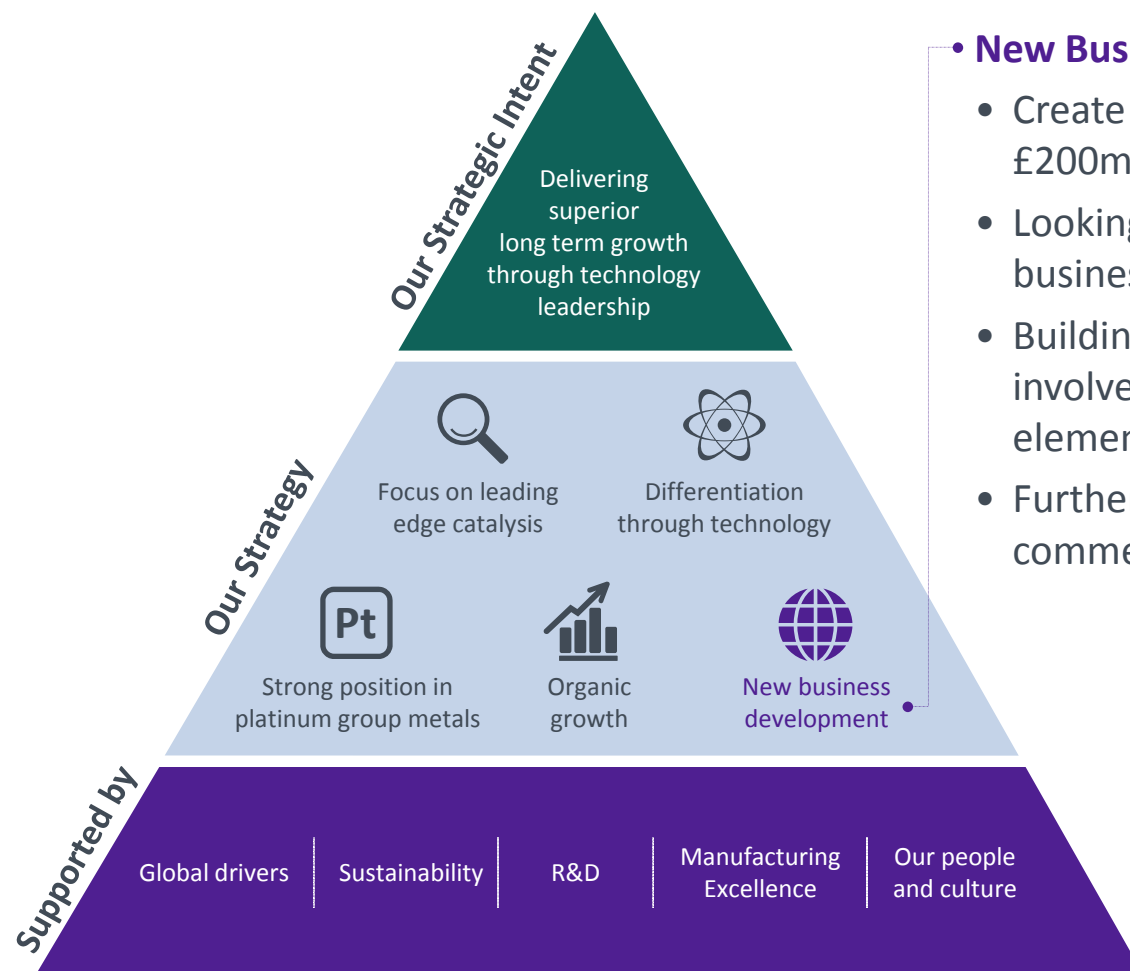 Our Strategic Intent
Delivering
superior
long term growth
through technology
leadership
Our Strategy
Focus on leading
edge catalysis
Differentiation
through technology
Pt
Strong position in
platinum group metals
Organic
growth
New business
development
Supported by
Global drivers
Sustainability
R&D
Manufacturing
Excellence
Our people
and culture
• New Bus
• Create
£200m
• Looking
busines
• Buildin
involve
elemen
• Furthe
comme